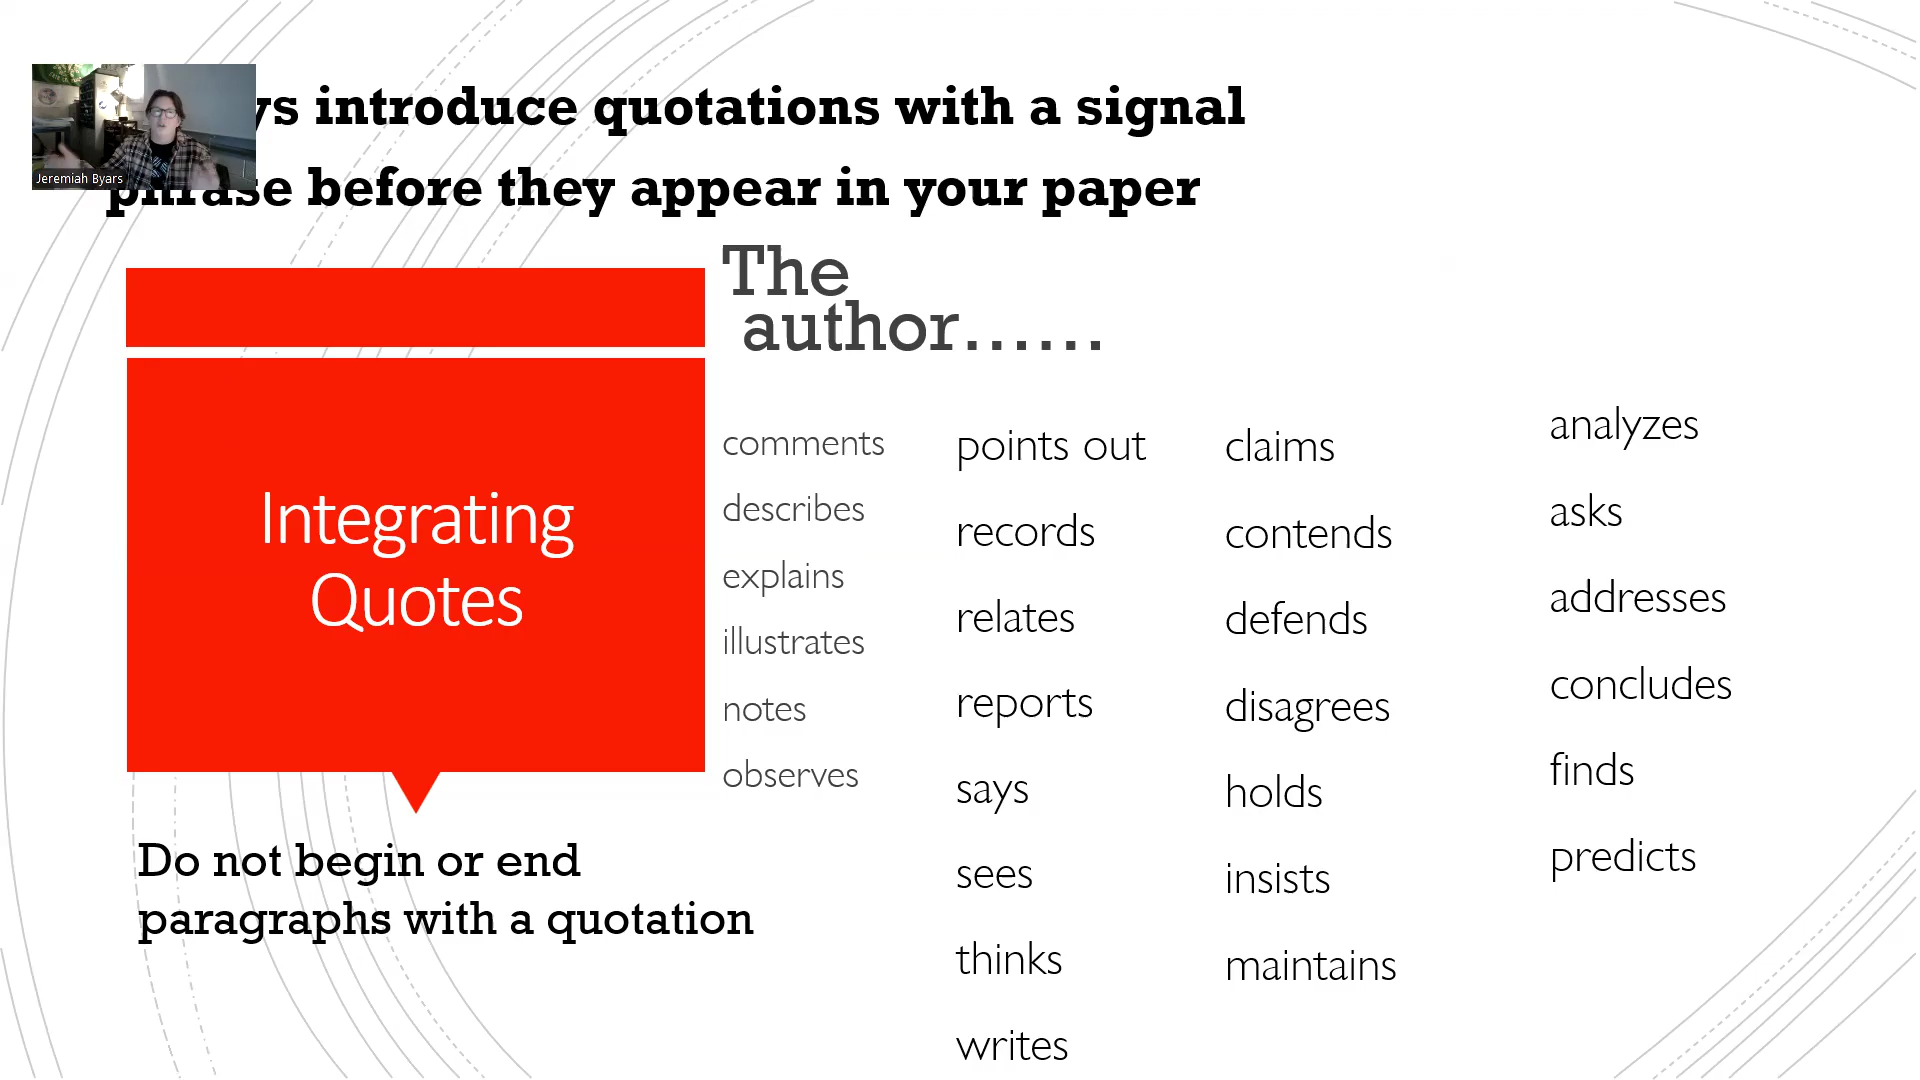 introduce quotations with a signal
phrase before they appear in your paper
Jeremiah Byars
The
author......
Integrating
Quotes
Do not begin or end
paragraphs with a quotation
comments
describes
explains
illustrates
notes
observes
points out
records
relates
reports
says
sees
thinks
writes
claims
contends
defends
disagrees
holds
insists
maintains
analyzes
asks
addresses
concludes
finds
predicts